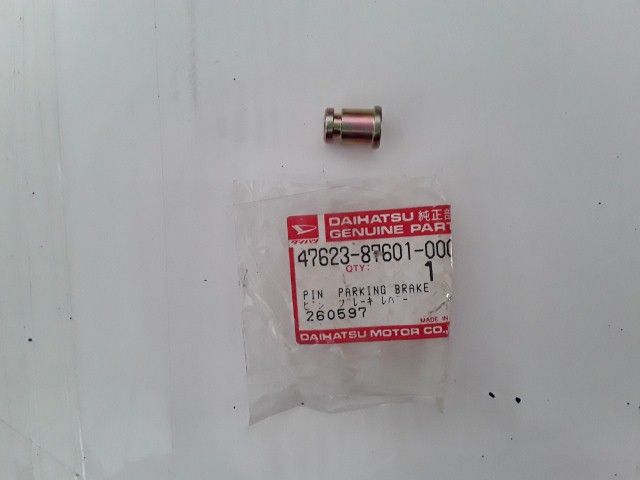 DAIHATSU 純正部
GENUINE PART
ダイハツ
47623-87601-000
QTY: 1
PIN PARKING BRAKE
ピン ブレーキ レバー
260597
MADE IN
DAIHATSU MOTOR CO.,